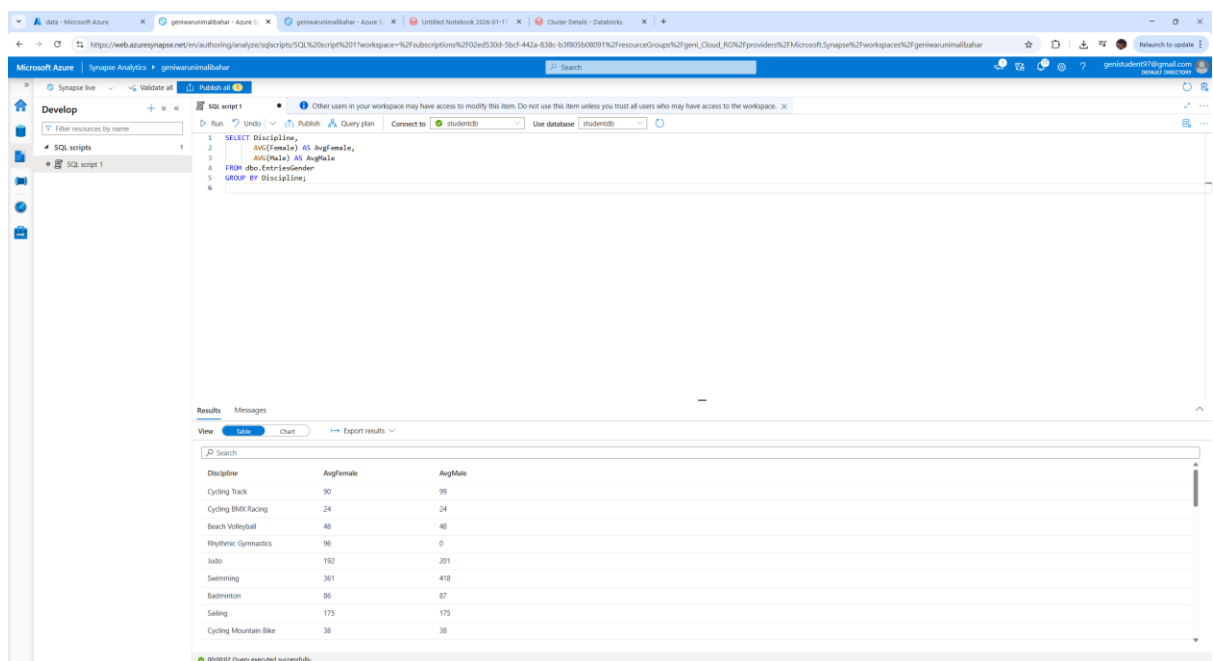 data - Microsoft Azure
geniwarunimalibahar - Azure S
geniwarunimalibahar - Azure S
Untitled Notebook 2026-01-1
Cluster Details - Databricks
https://web.azuresynapse.net/en/authoring/analyze/sqlscripts/SQL%20script%201?workspace=%2Fsubscriptions%2F02ed530d-5bcf-442a-838c-b3f805b08091%2FresourceGroups%2Fgeni_Cloud_RG%2Fproviders%2FMicrosoft.Synapse%2Fworkspaces%2Fgeniwarunimalibahar
Relaunch to update
Microsoft Azure | Synapse Analytics geniwarunimalibahar
Search
genistudent97@gmail.com
DEFAULT DIRECTORY
Synapse live Validate all Publish all 1
Develop
Filter resources by name
SQL scripts 1
SQL script 1
SQL script 1
Other users in your workspace may have access to modify this item. Do not use this item unless you trust all users who may have access to the workspace.
Run Undo Publish Query plan Connect to studentdb Use database studentdb
1 SELECT Discipline,
2 AVG(Female) AS AvgFemale,
3 AVG(Male) AS AvgMale
4 FROM dbo.EntriesGender
5 GROUP BY Discipline;
6
Results Messages
View Table Chart Export results
Search
Discipline AvgFemale AvgMale
Cycling Track 90 99
Cycling BMX Racing 24 24
Beach Volleyball 48 48
Rhythmic Gymnastics 96 0
Judo 192 201
Swimming 361 418
Badminton 86 87
Sailing 175 175
Cycling Mountain Bike 38 38
00:00:02 Query executed successfully.